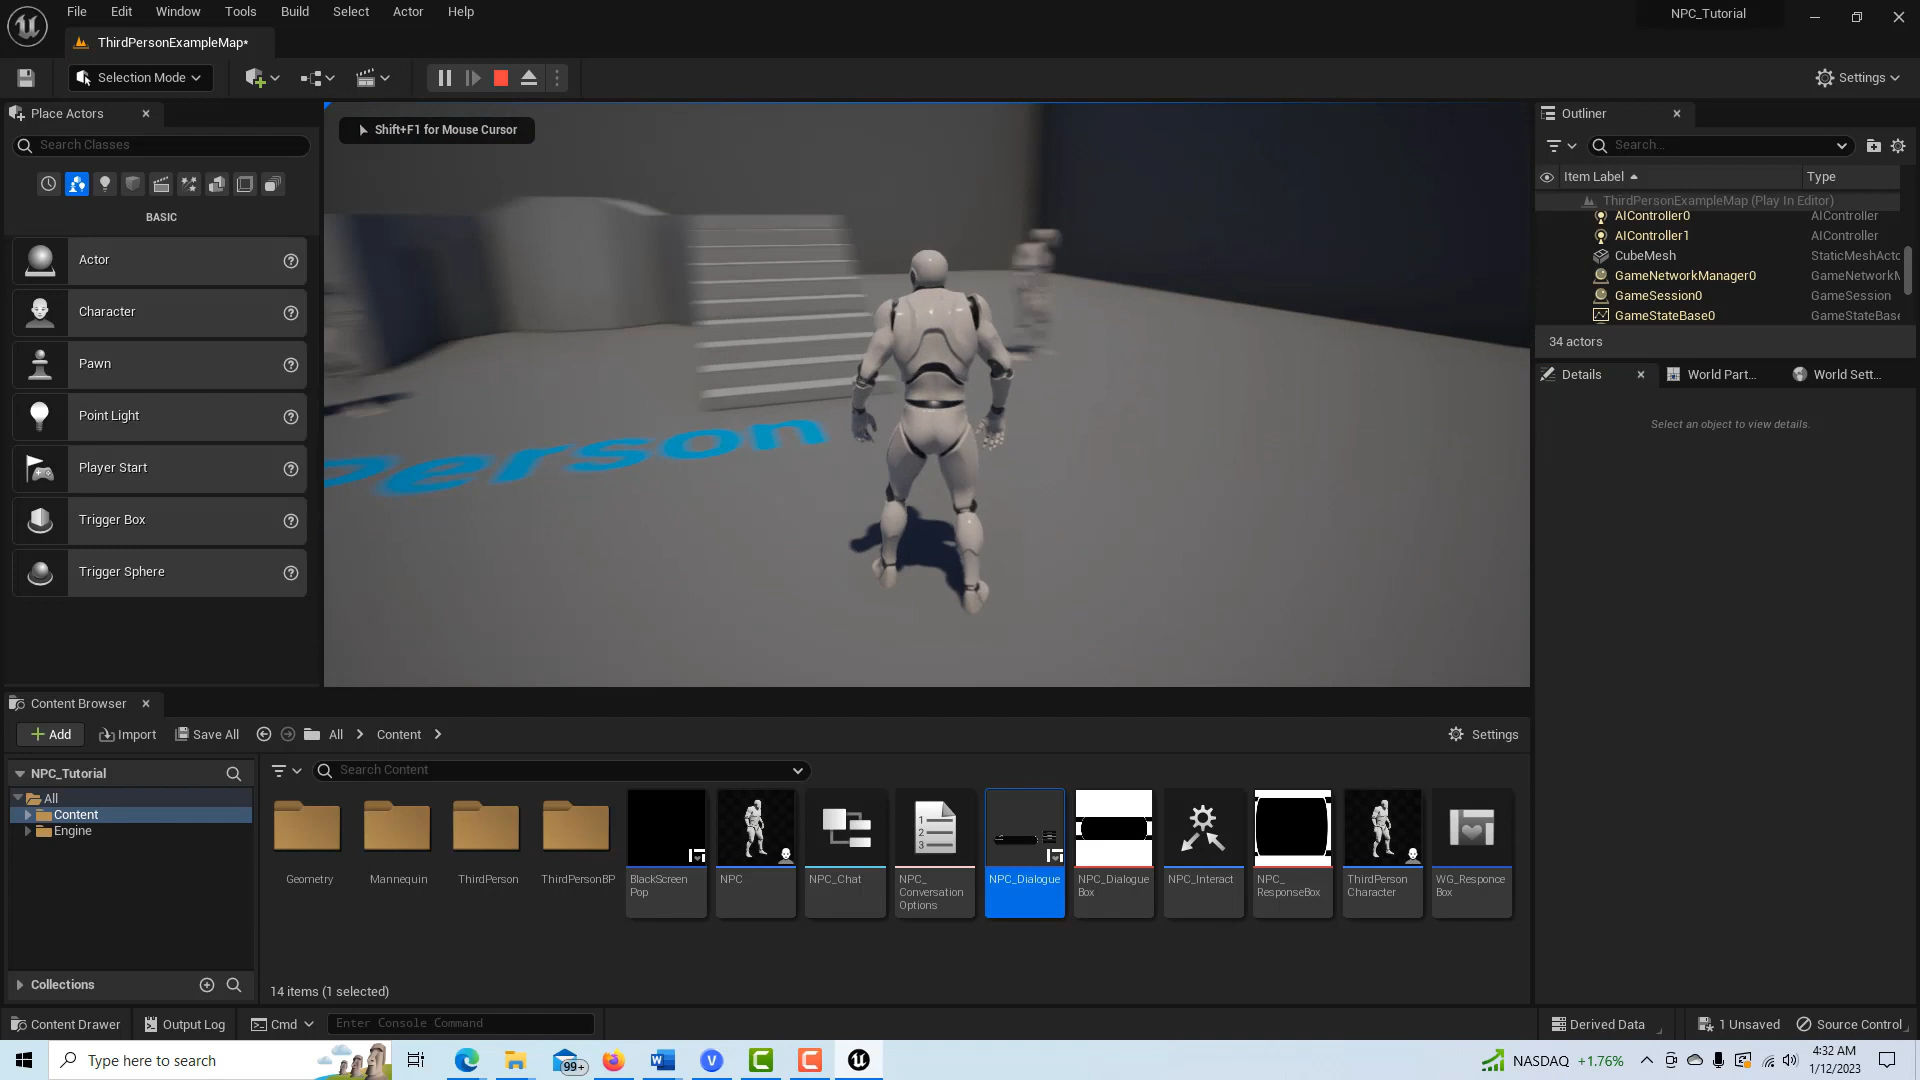 File Edit Window Tools Build Select Actor Help
NPC_Tutorial
ThirdPersonExampleMap*
Selection Mode
Settings
Place Actors
Search Classes
BASIC
Actor
Character
Pawn
Point Light
Player Start
Trigger Box
Trigger Sphere
Shift+F1 for Mouse Cursor
Person
Outliner
Search...
Item Label Type
ThirdPersonExampleMap (Play In Editor)
AIController0 AIController
AIController1 AIController
CubeMesh StaticMeshActo
GameNetworkManager0 GameNetworkM
GameSession0 GameSession
GameStateBase0 GameStateBase
34 actors
Details World Part... World Sett...
Select an object to view details.
Content Browser
Add Import Save All All Content Settings
NPC_Tutorial
All
Content
Engine
Collections
Search Content
Geometry
Mannequin
ThirdPerson
ThirdPersonBP
BlackScreen
Pop
NPC
NPC_Chat
NPC_
Conversation
Options
NPC_Dialogue
NPC_Dialogue
Box
NPC_Interact
NPC_
ResponseBox
ThirdPerson
Character
WG_Responce
Box
14 items (1 selected)
Content Drawer Output Log Cmd Enter Console Command Derived Data 1 Unsaved Source Control
Type here to search
99+
NASDAQ +1.76%
4:32 AM
1/12/2023